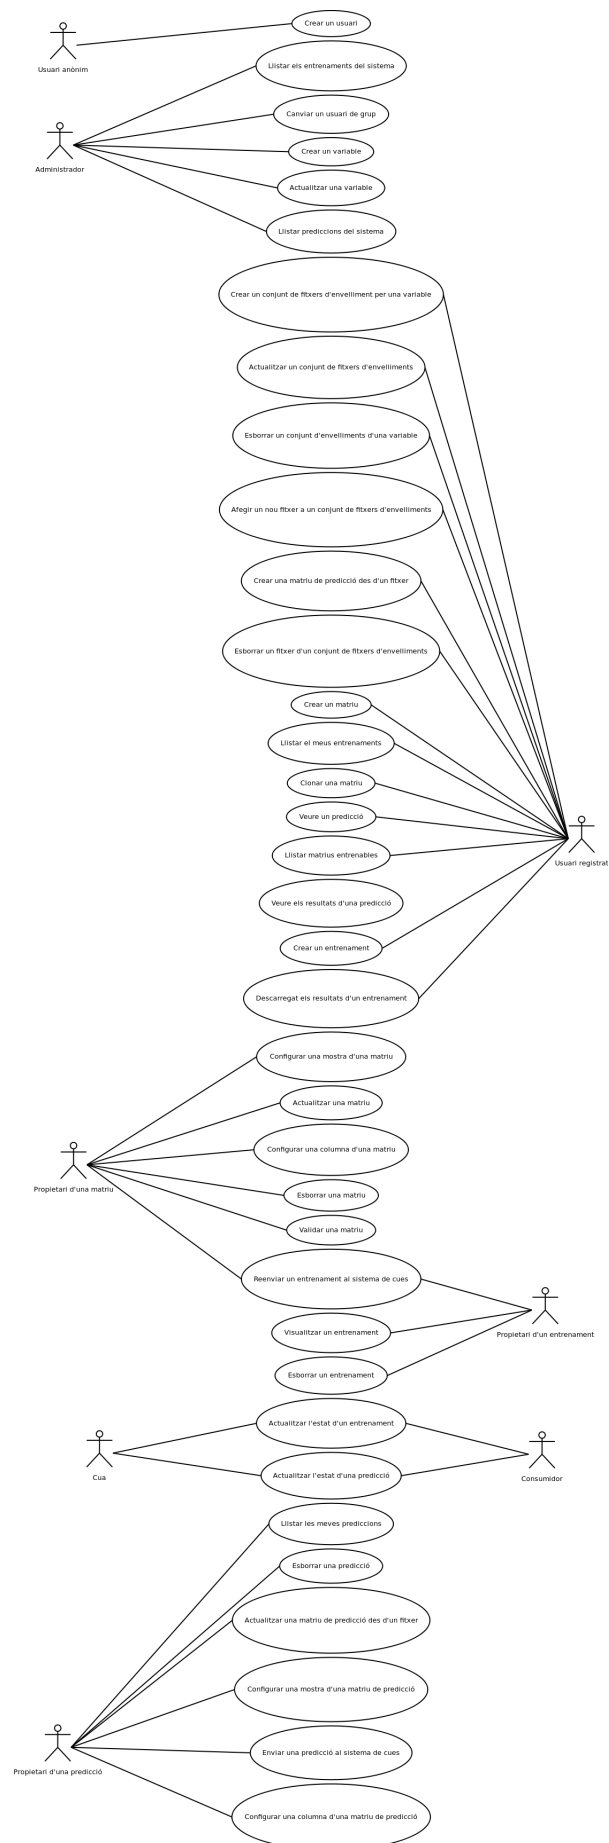 Crear un usuari
Usuari anònim
Llistar els entrenaments del sistema
Canviar un usuari de grup
Crear un variable
Administrador
Actualitzar una variable
Llistar prediccions del sistema
Crear un conjunt de fitxers d'envelliment per una variable
Actualitzar un conjunt de fitxers d'envelliments
Esborrar un conjunt d'envelliments d'una variable
Afegir un nou fitxer a un conjunt de fitxers d'envelliments
Crear una matriu de predicció des d'un fitxer
Esborrar un fitxer d'un conjunt de fitxers d'envelliments
Crear un matriu
Llistar el meus entrenaments
Clonar una matriu
Veure un predicció
Llistar matrius entrenables
Usuari registrat
Veure els resultats d'una predicció
Crear un entrenament
Descarregat els resultats d'un entrenament
Configurar una mostra d'una matriu
Actualitzar una matriu
Configurar una columna d'una matriu
Propietari d'una matriu
Esborrar una matriu
Validar una matriu
Reenviar un entrenament al sistema de cues
Visualitzar un entrenament
Propietari d'un entrenament
Esborrar un entrenament
Actualitzar l'estat d'un entrenament
Cua
Actualitzar l'estat d'una predicció
Consumidor
Llistar les meves prediccions
Esborrar una predicció
Actualitzar una matriu de predicció des d'un fitxer
Configurar una mostra d'una matriu de predicció
Enviar una predicció al sistema de cues
Propietari d'una predicció
Configurar una columna d'una matriu de predicció